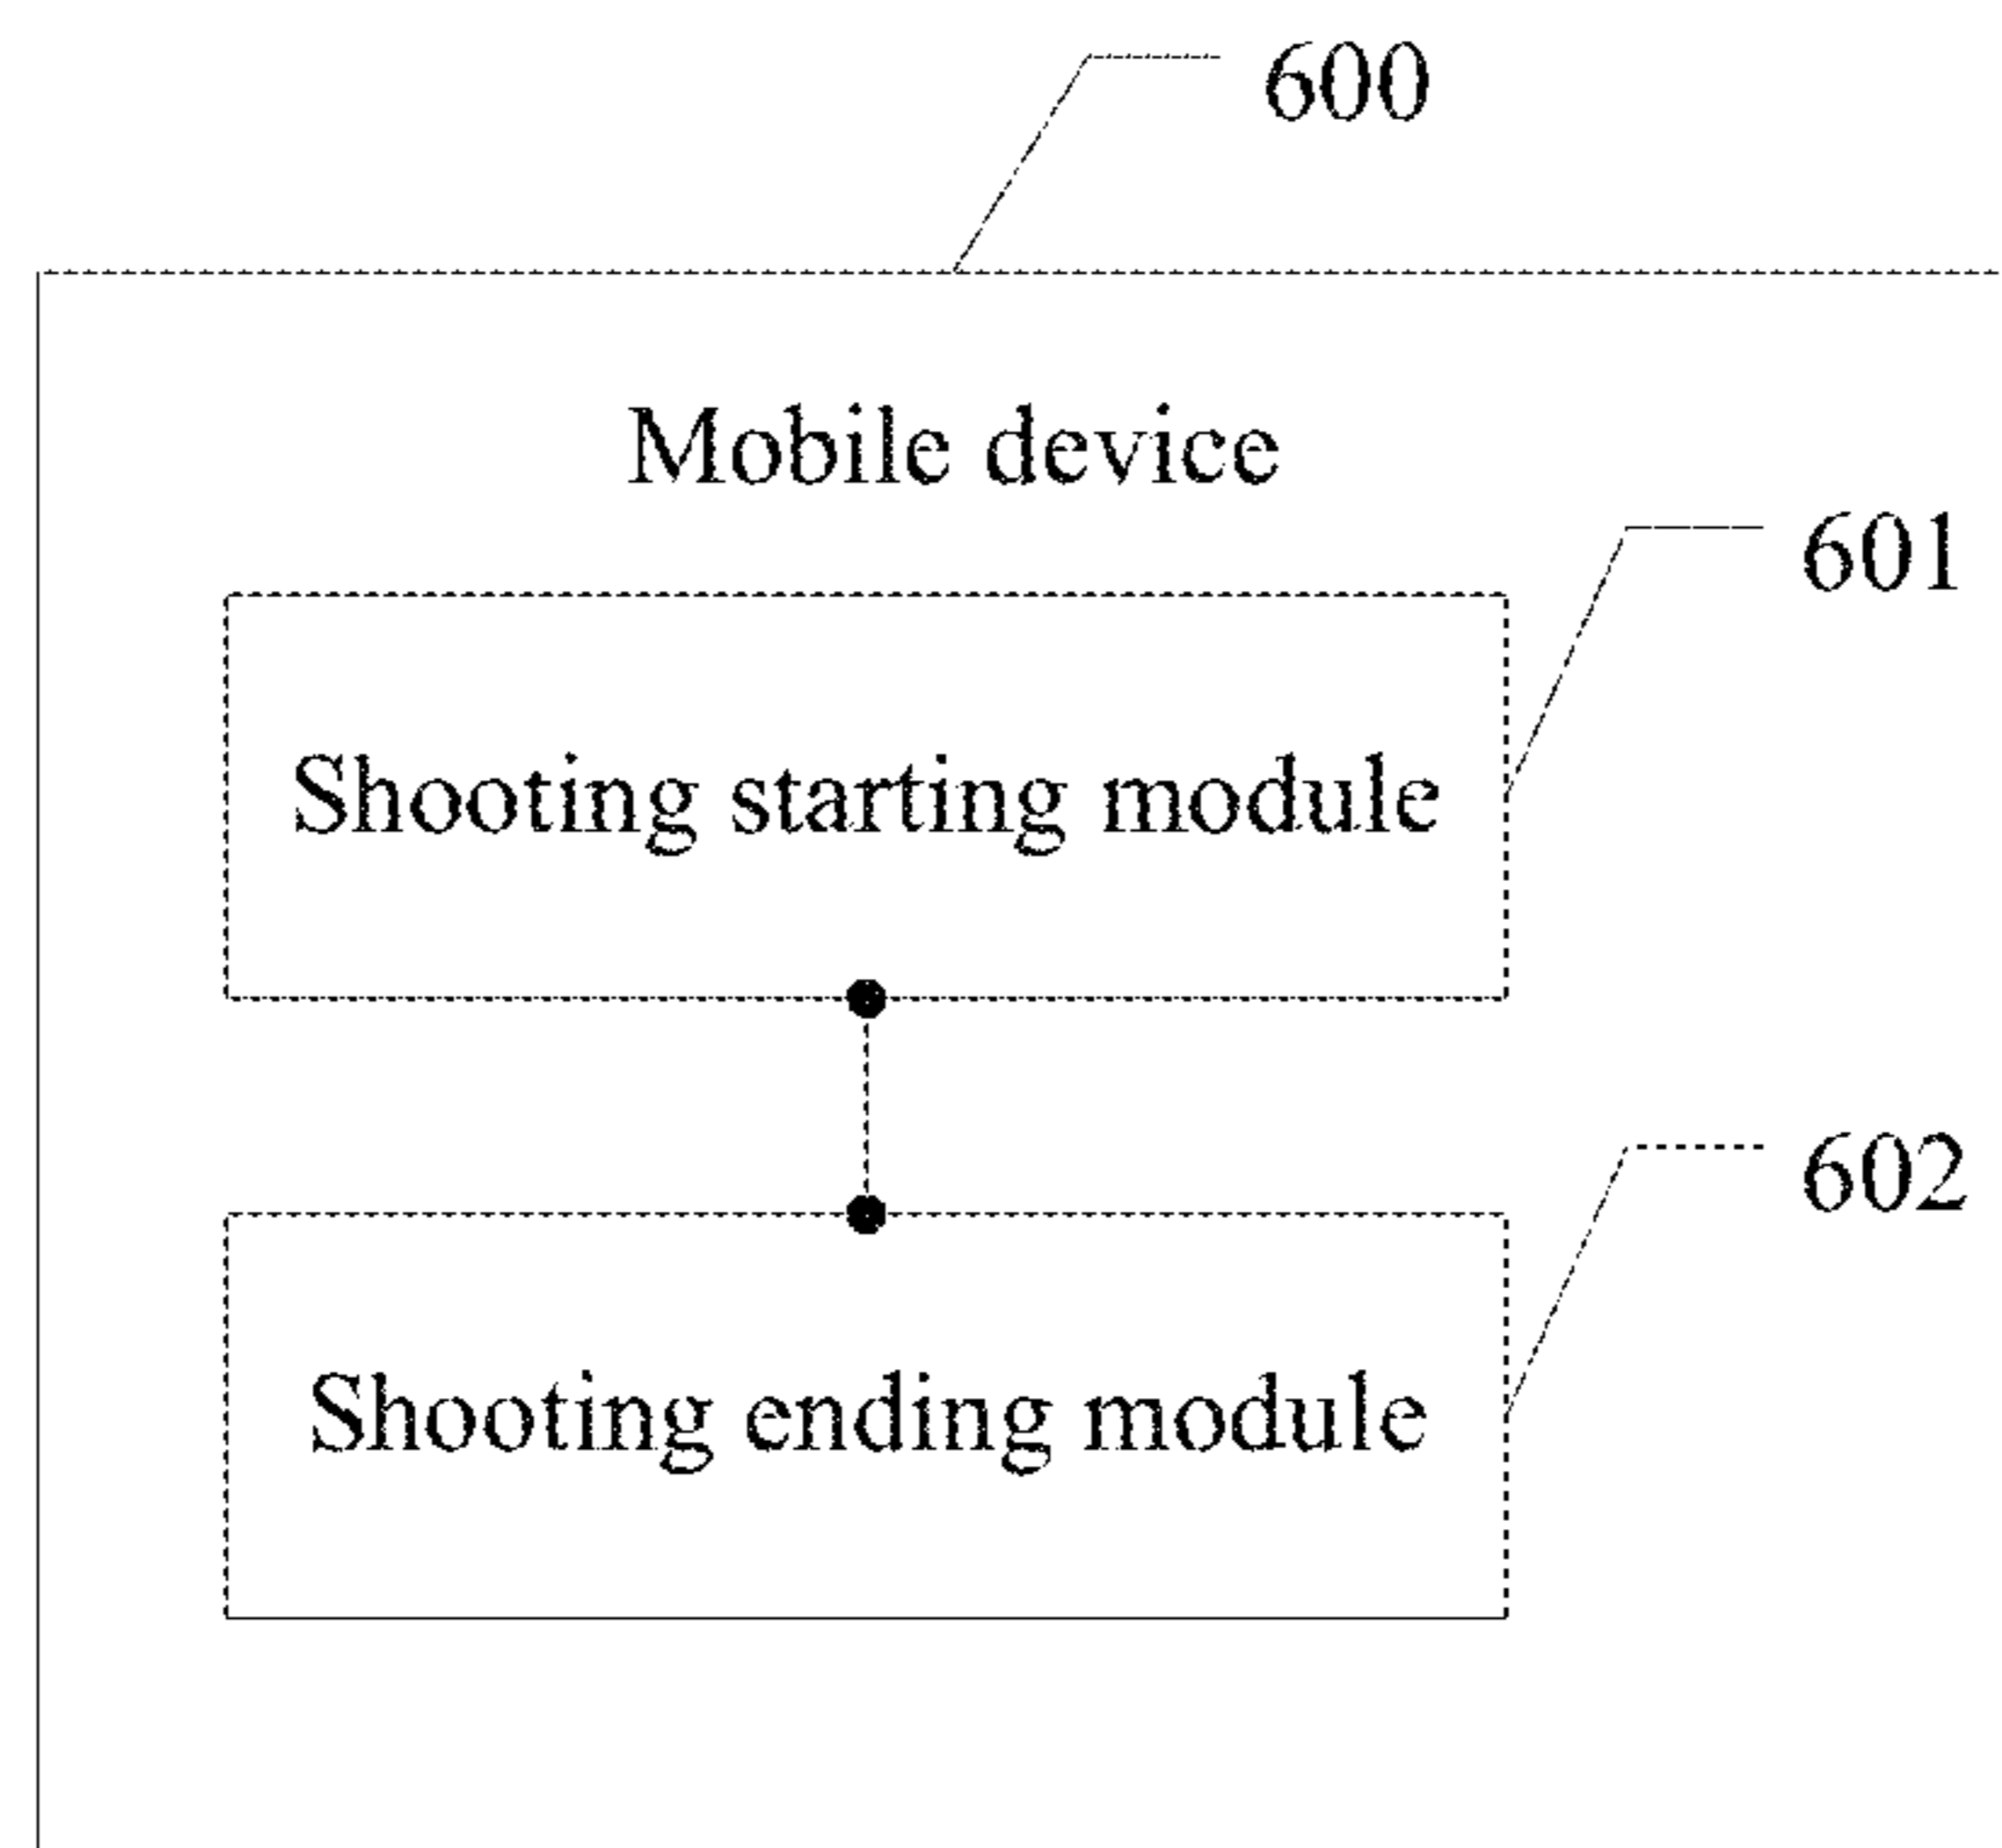 600
Mobile device
601
Shooting starting module
602
Shooting ending module